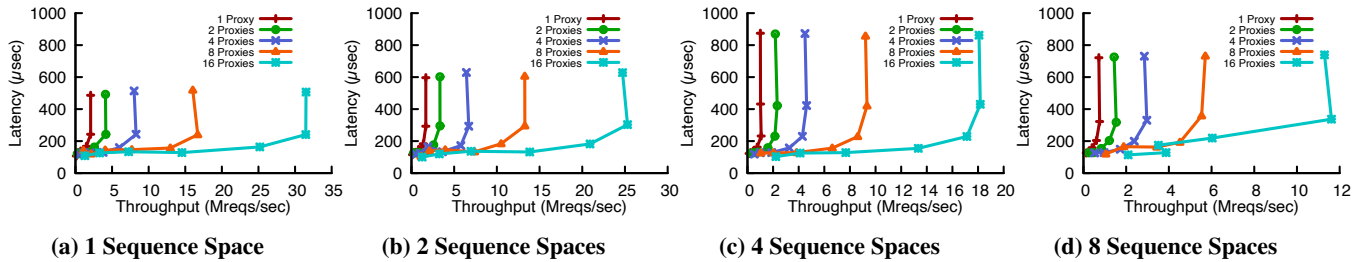 1000
800
600
400
200
0
Latency (μsec)
1 Proxy
2 Proxies
4 Proxies
8 Proxies
16 Proxies
0 5 10 15 20 25 30 35
Throughput (Mreqs/sec)
(a) 1 Sequence Space
1000
800
600
400
200
0
Latency (μsec)
1 Proxy
2 Proxies
4 Proxies
8 Proxies
16 Proxies
0 5 10 15 20 25 30
Throughput (Mreqs/sec)
(b) 2 Sequence Spaces
1000
800
600
400
200
0
Latency (μsec)
1 Proxy
2 Proxies
4 Proxies
8 Proxies
16 Proxies
0 2 4 6 8 10 12 14 16 18 20
Throughput (Mreqs/sec)
(c) 4 Sequence Spaces
1000
800
600
400
200
0
Latency (μsec)
1 Proxy
2 Proxies
4 Proxies
8 Proxies
16 Proxies
0 2 4 6 8 10 12
Throughput (Mreqs/sec)
(d) 8 Sequence Spaces